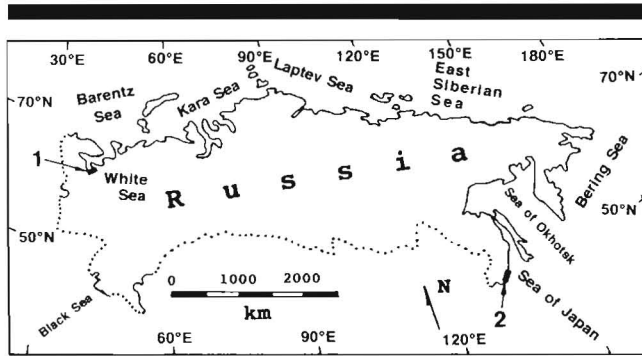 30°E 60°E 90°E 120°E 150°E 180°E
70°N
70°N
Barentz
Sea
Kara Sea
Laptev Sea
East
Siberian
Sea
Bering Sea
1
White
Sea
Russia
50°N
50°N
Sea of Okhotsk
Black Sea
0 1000 2000
km
N
2
Sea of Japan
60°E 90°E 120°E